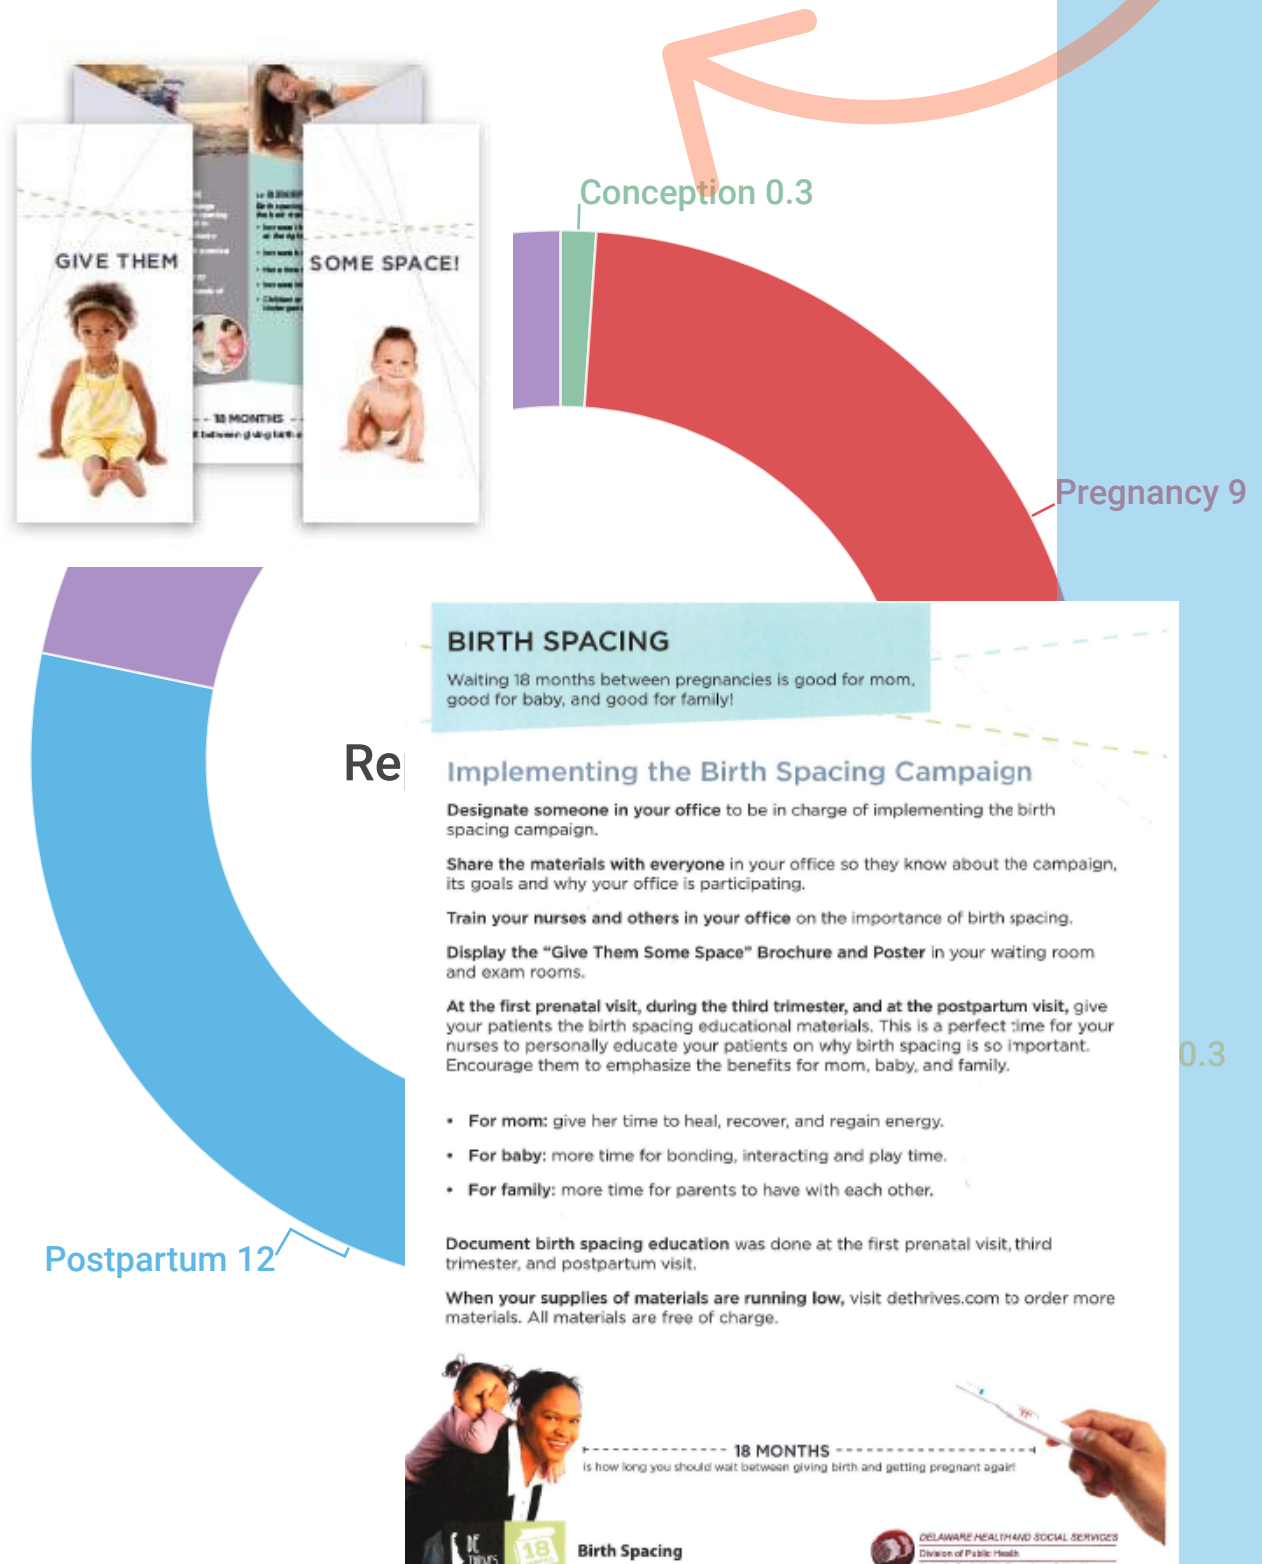 Conception 0.3
GIVE THEM
SOME SPACE!
18 MONTHS
Pregnancy 9
BIRTH SPACING
Waiting 18 months between pregnancies is good for mom,
good for baby, and good for family!
Re
Implementing the Birth Spacing Campaign
Designate someone in your office to be in charge of implementing the birth
spacing campaign.
Share the materials with everyone in your office so they know about the campaign,
its goals and why your office is participating.
Train your nurses and others in your office on the importance of birth spacing.
Display the “Give Them Some Space” Brochure and Poster in your waiting room
and exam rooms.
At the first prenatal visit, during the third trimester, and at the postpartum visit, give
your patients the birth spacing educational materials. This is a perfect time for your
nurses to personally educate your patients on why birth spacing is so important.
Encourage them to emphasize the benefits for mom, baby, and family.
0.3
• For mom: give her time to heal, recover, and regain energy.
• For baby: more time for bonding, interacting and play time.
• For family: more time for parents to have with each other.
Document birth spacing education was done at the first prenatal visit, third
trimester, and postpartum visit.
Postpartum 12
When your supplies of materials are running low, visit dethrives.com to order more
materials. All materials are free of charge.
18 MONTHS
is how long you should wait between giving birth and getting pregnant again!
DE
THRIVES
18
Birth Spacing
DELAWARE HEALTH AND SOCIAL SERVICES
Division of Public Health